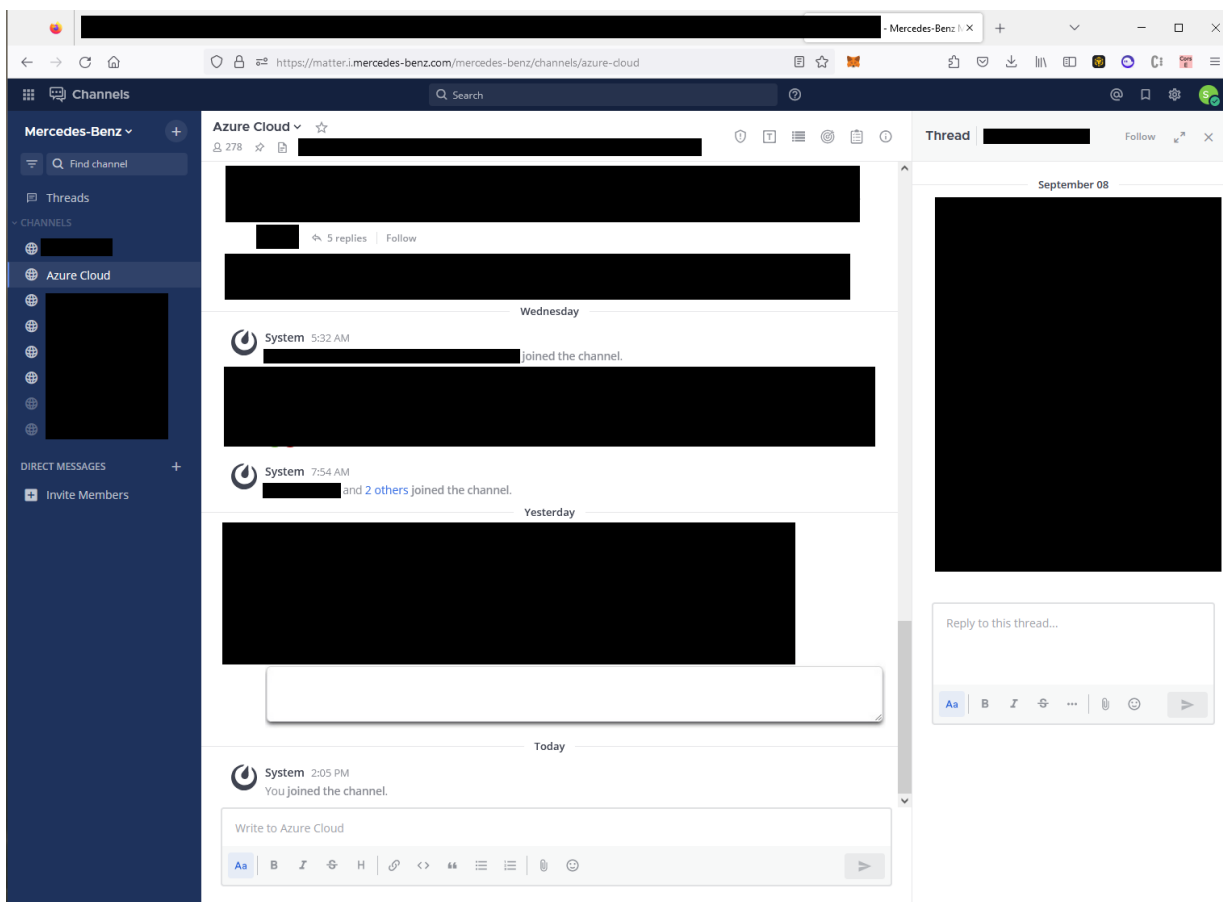 - Mercedes-Benz M
https://matter.i.mercedes-benz.com/mercedes-benz/channels/azure-cloud
Channels
Search
Mercedes-Benz
Find channel
Threads
CHANNELS
Azure Cloud
DIRECT MESSAGES
Invite Members
Azure Cloud
278
5 replies
Follow
Wednesday
System 5:32 AM
joined the channel.
System 7:54 AM
and 2 others joined the channel.
Yesterday
Today
System 2:05 PM
You joined the channel.
Write to Azure Cloud
Aa B I S H
Thread
Follow
September 08
Reply to this thread...
Aa B I S